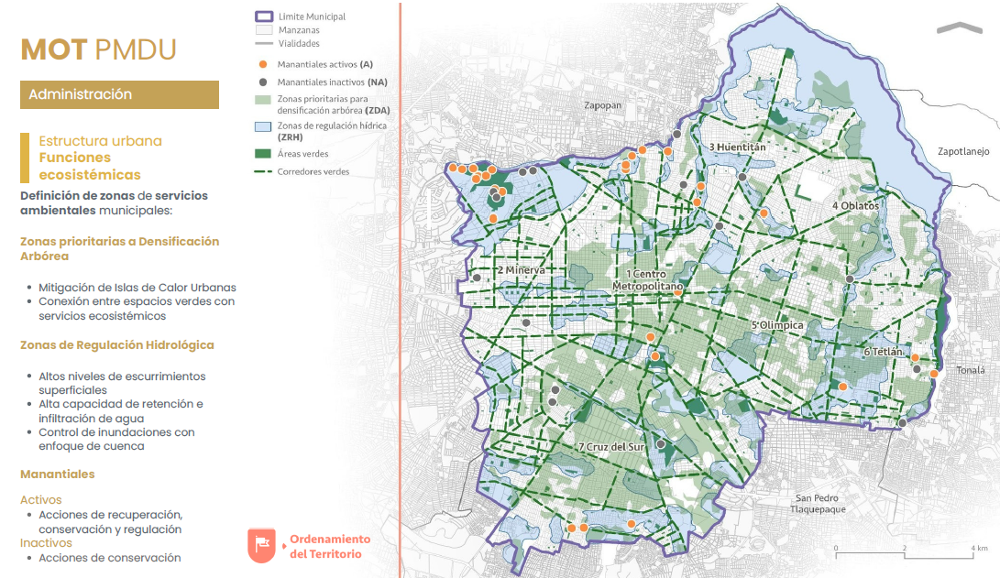 MOT PMDU
Administración
Estructura urbana
Funciones
ecosistémicas
Definición de zonas de servicios
ambientales municipales:
Zonas prioritarias a Densificación
Arbórea
• Mitigación de Islas de Calor Urbanas
• Conexión entre espacios verdes con
servicios ecosistémicos
Zonas de Regulación Hidrológica
• Altos niveles de escurrimientos
superficiales
• Alta capacidad de retención e
infiltración de agua
• Control de inundaciones con
enfoque de cuenca
Manantiales
Activos
• Acciones de recuperación,
conservación y regulación
Inactivos
• Acciones de conservación
Limite Municipal
Manzanas
Vialidades
Manantiales activos (A)
Manantiales inactivos (NA)
Zonas prioritarias para
densificación arbórea (ZDA)
Zonas de regulación hídrica
(ZRH)
Áreas verdes
Corredores verdes
Ordenamiento
del Territorio
Zapopan
3 Huentitán
Zapotlanejo
4 Oblatos
2 Minerva
1 Centro
Metropolitano
5 Olímpica
6 Tetlán
Tonalá
7 Cruz del Sur
San Pedro
Tlaquepaque
0 2 4 km